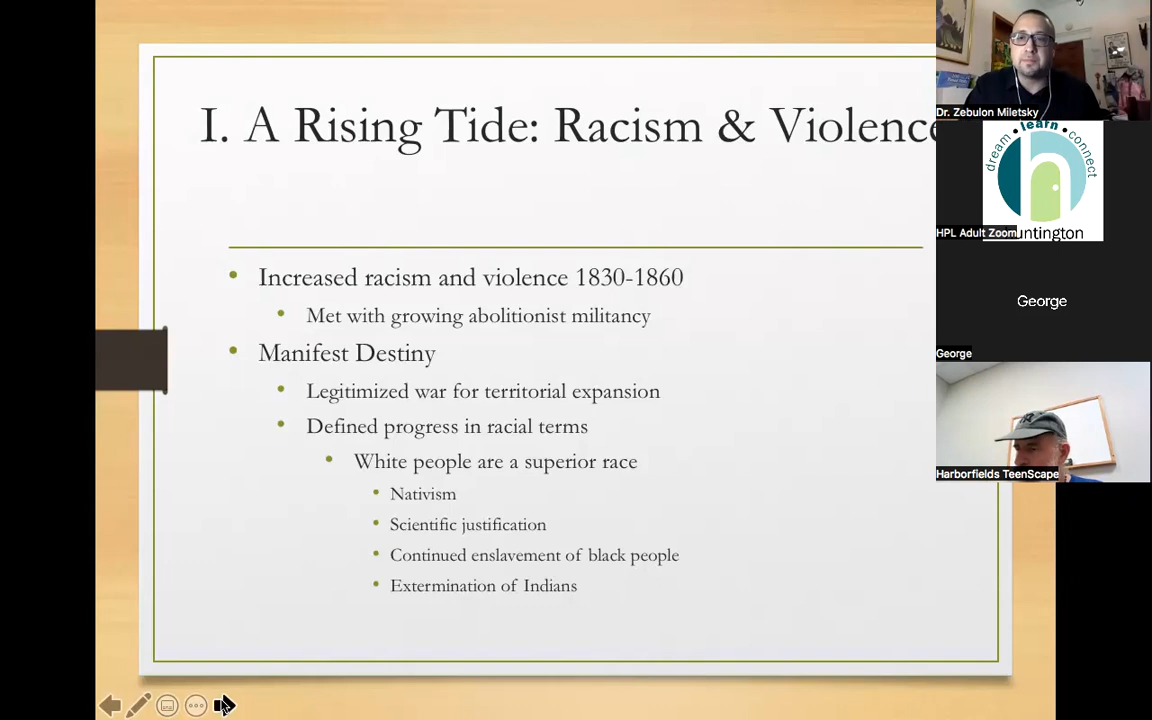 I. A Rising Tide: Racism & Violence
Increased racism and violence 1830-1860
Met with growing abolitionist militancy
Manifest Destiny
Legitimized war for territorial expansion
Defined progress in racial terms
White people are a superior race
Nativism
Scientific justification
Continued enslavement of black people
Extermination of Indians
Dr. Zebulon Miletsky
dream • learn • connect
h
HPL Adult Zoom
untington
George
George
Harborfields TeenScape